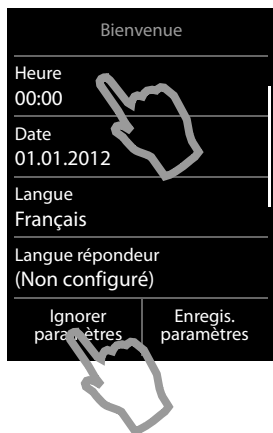 Bienvenue
Heure
00:00
Date
01.01.2012
Langue
Français
Langue répondeur
(Non configuré)
Ignorer
paramètres
Enregis.
paramètres